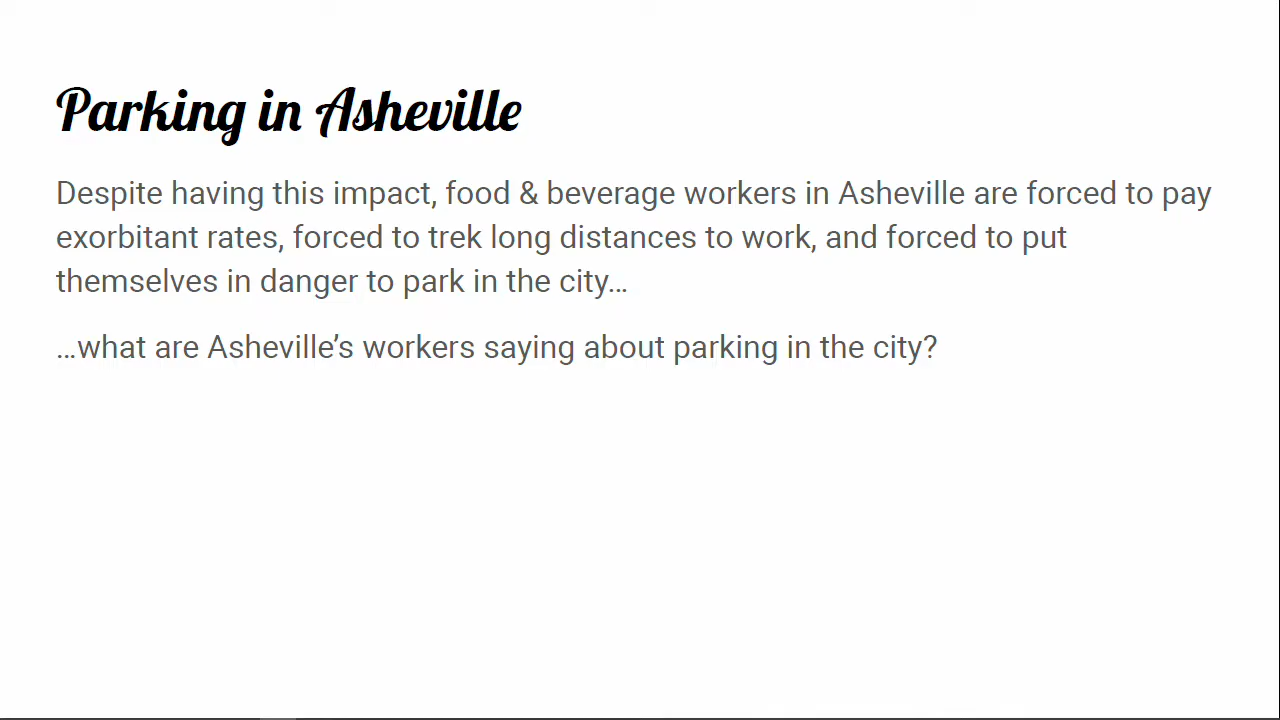 Parking in Asheville
Despite having this impact, food & beverage workers in Asheville are forced to pay
exorbitant rates, forced to trek long distances to work, and forced to put
themselves in danger to park in the city…
…what are Asheville’s workers saying about parking in the city?